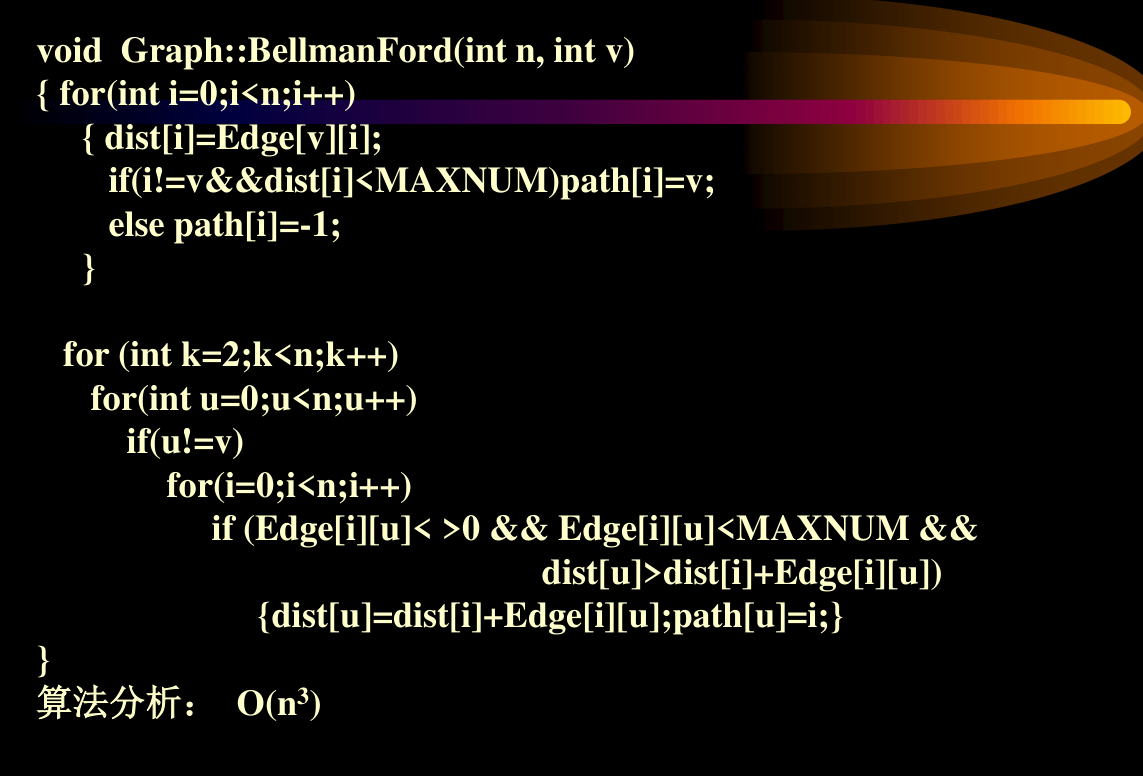 void Graph::BellmanFord(int n, int v)
{ for(int i=0;i<n;i++)
{ dist[i]=Edge[v][i];
if(i!=v&&dist[i]<MAXNUM)path[i]=v;
else path[i]=-1;
}
for (int k=2;k<n;k++)
for(int u=0;u<n;u++)
if(u!=v)
for(i=0;i<n;i++)
if (Edge[i][u]< >0 && Edge[i][u]<MAXNUM &&
dist[u]>dist[i]+Edge[i][u])
{dist[u]=dist[i]+Edge[i][u];path[u]=i;}
}
算法分析： O(n³)